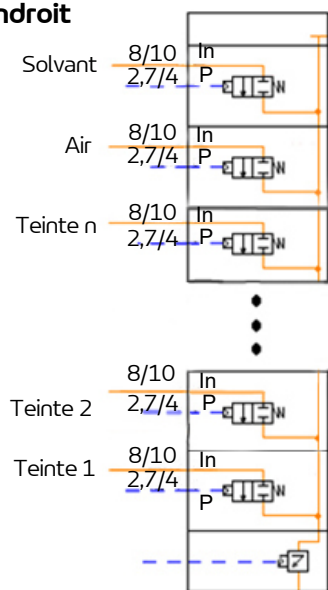 ndroit
8/10 In
Solvant
2,7/4 P
8/10 In
Air
2,7/4 P
8/10 In
Teinte n
2,7/4 P
8/10 In
Teinte 2 2,7/4 P
8/10 In
Teinte 1
2,7/4
P